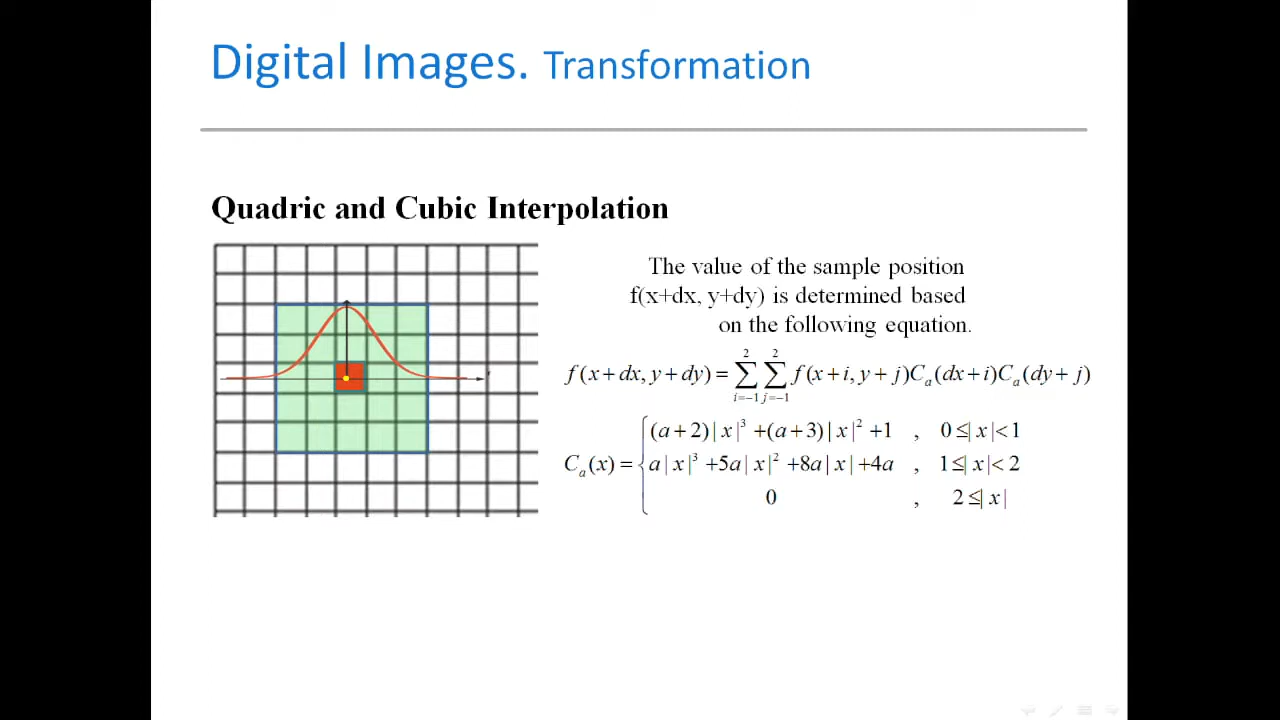 Digital Images. Transformation
Quadric and Cubic Interpolation
The value of the sample position
f(x+dx, y+dy) is determined based
on the following equation.
f(x+dx, y+dy) = ∑_{i=-1}^{2} ∑_{j=-1}^{2} f(x+i, y+j)C_a(dx+i)C_a(dy+j)
C_a(x) = {
(a+2)|x|³ +(a+3)|x|² +1 , 0≤|x|<1
a|x|³ +5a|x|² +8a|x| +4a , 1≤|x|<2
0 , 2≤|x|